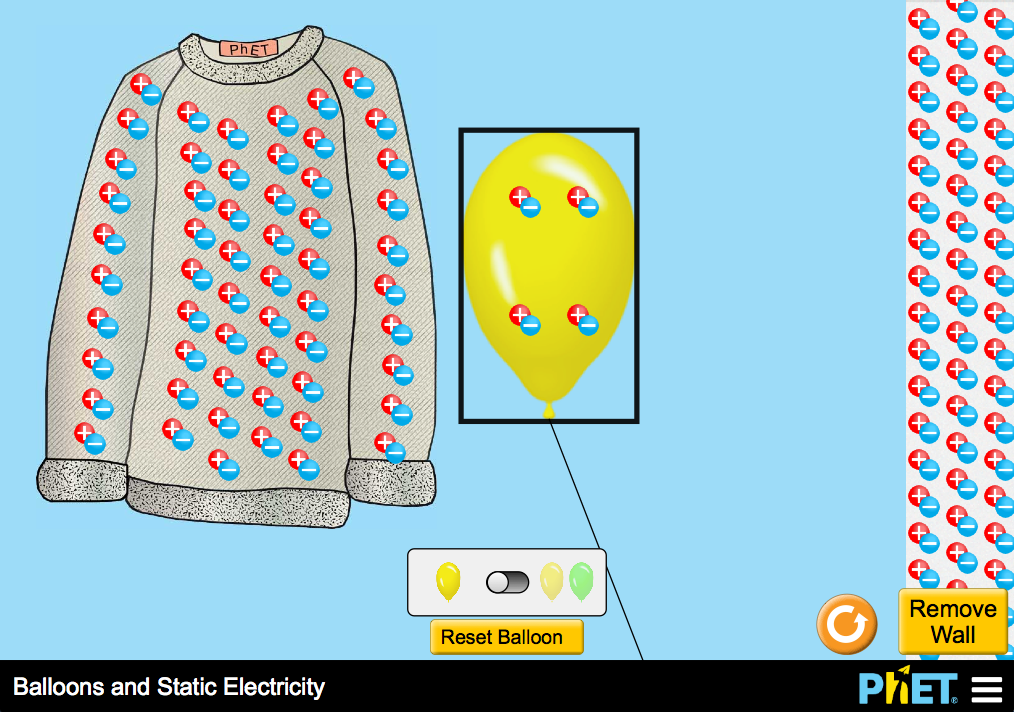 PhET
Reset Balloon
Remove
Wall
Balloons and Static Electricity
PhET